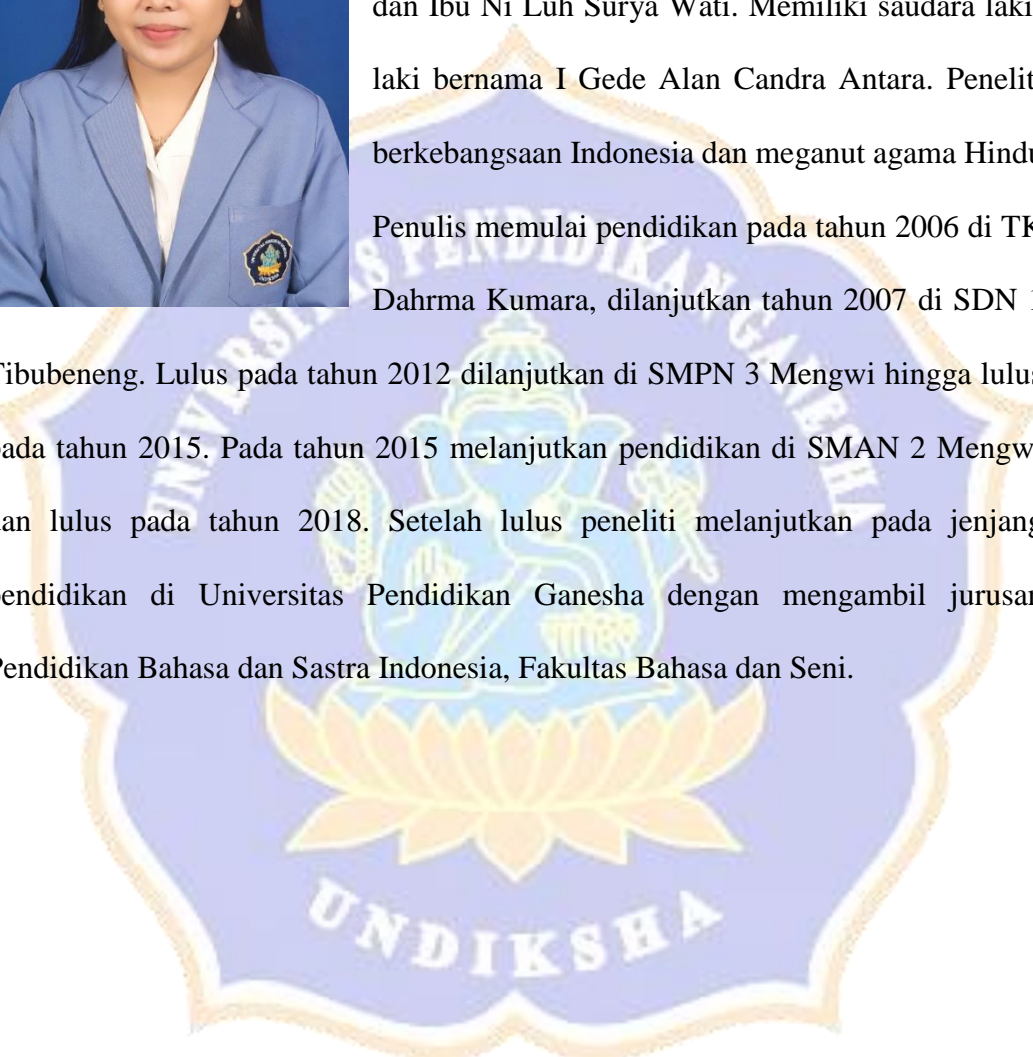 dan Ibu Ni Luh Surya Wati. Memiliki saudara laki-
laki bernama I Gede Alan Candra Antara. Peneliti
berkebangsaan Indonesia dan meganut agama Hindu
Penulis memulai pendidikan pada tahun 2006 di TK
Dahrma Kumara, dilanjutkan tahun 2007 di SDN 1
Tibubeneng. Lulus pada tahun 2012 dilanjutkan di SMPN 3 Mengwi hingga lulus
pada tahun 2015. Pada tahun 2015 melanjutkan pendidikan di SMAN 2 Mengwi
dan lulus pada tahun 2018. Setelah lulus peneliti melanjutkan pada jenjang
pendidikan di Universitas Pendidikan Ganesha dengan mengambil jurusan
Pendidikan Bahasa dan Sastra Indonesia, Fakultas Bahasa dan Seni.
UNIVERSITAS PENDIDIKAN GANESHA
UNDIKSHA